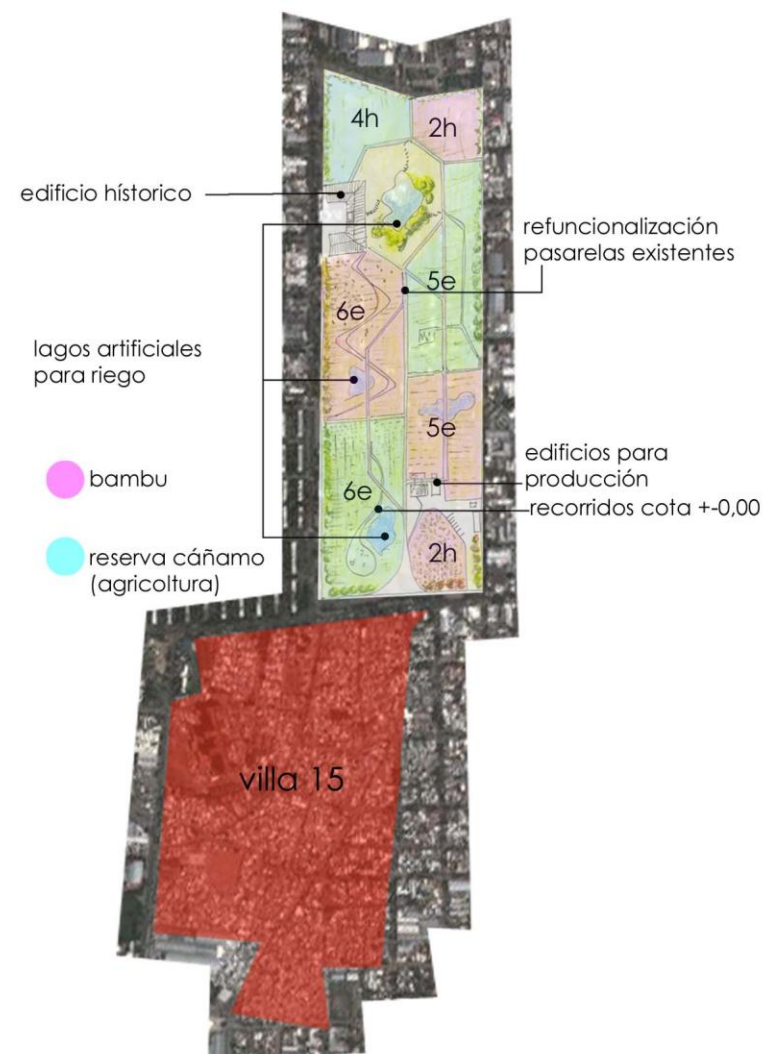 4h
2h
edificio hístorico
refuncionalización
pasarelas existentes
5e
6e
lagos artificiales
para riego
5e
edificios para
producción
bambu
6e
recorridos cota +-0,00
reserva cáñamo
(agricoltura)
2h
villa 15